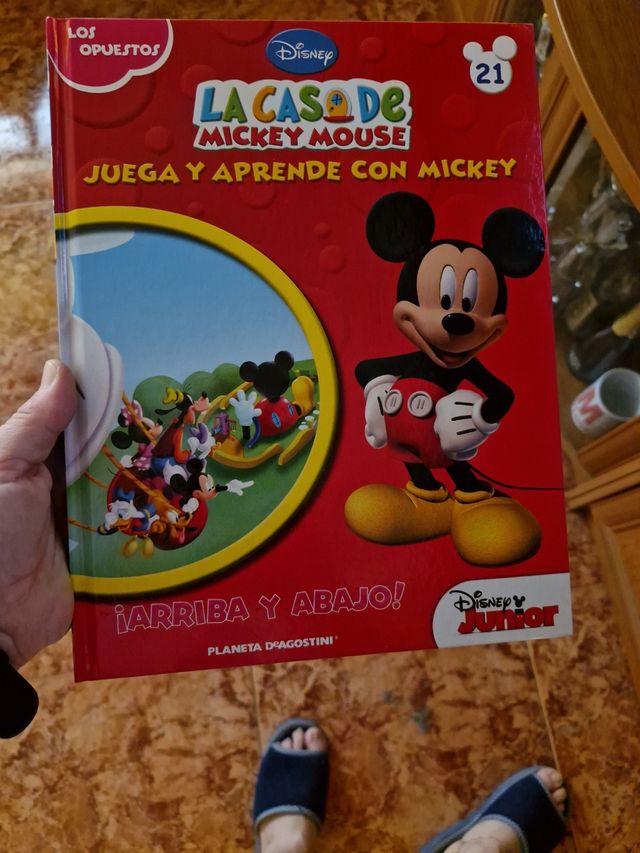 LOS
OPUESTOS
Disney
21
LA CASA DE
MICKEY MOUSE
JUEGA Y APRENDE CON MICKEY
¡ARRIBA Y ABAJO!
Disney
Junior
PLANETA DeAGOSTINI
M